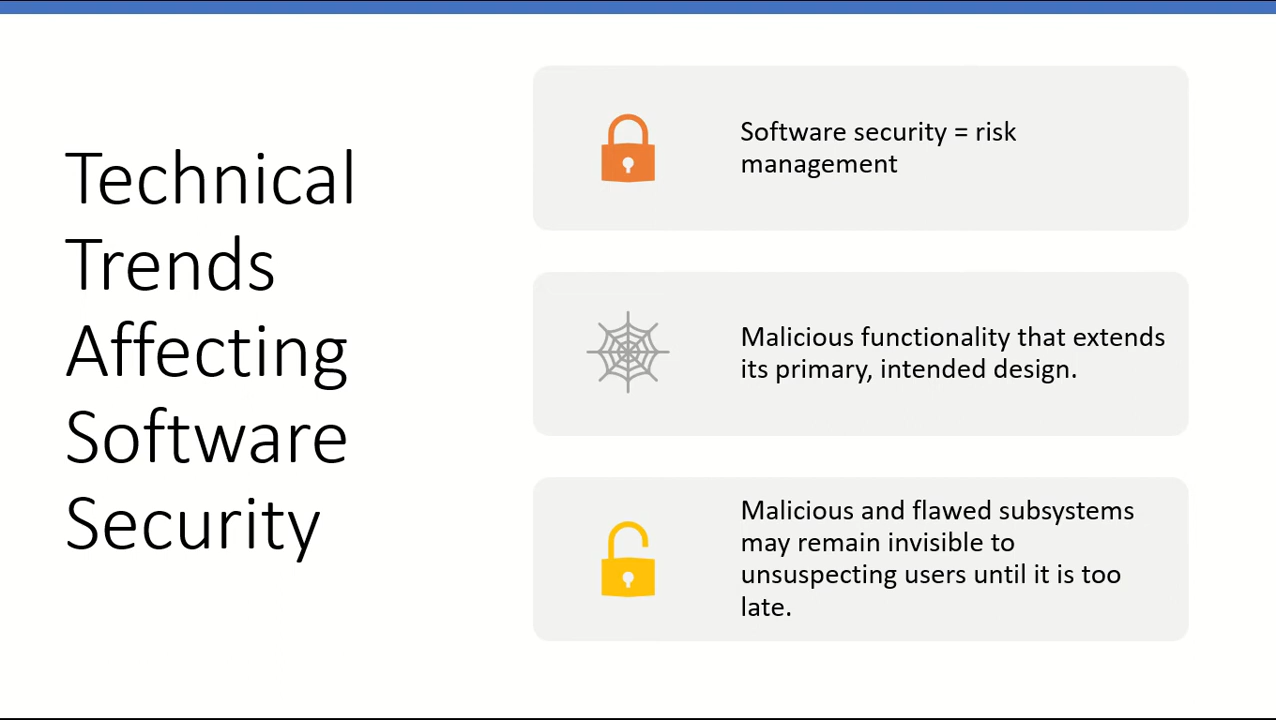 Technical
Trends
Affecting
Software
Security
Software security = risk
management
Malicious functionality that extends
its primary, intended design.
Malicious and flawed subsystems
may remain invisible to
unsuspecting users until it is too
late.